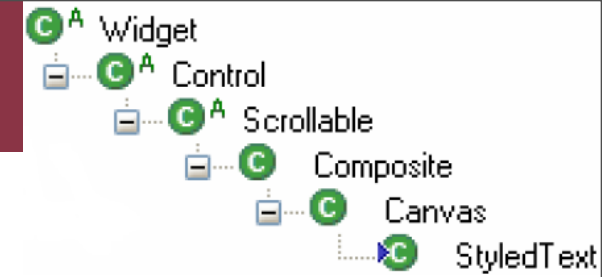 C A Widget
C A Control
C A Scrollable
C Composite
C Canvas
C StyledText